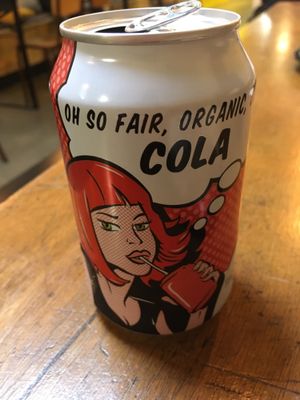 OH SO FAIR, ORGANIC,
COLA